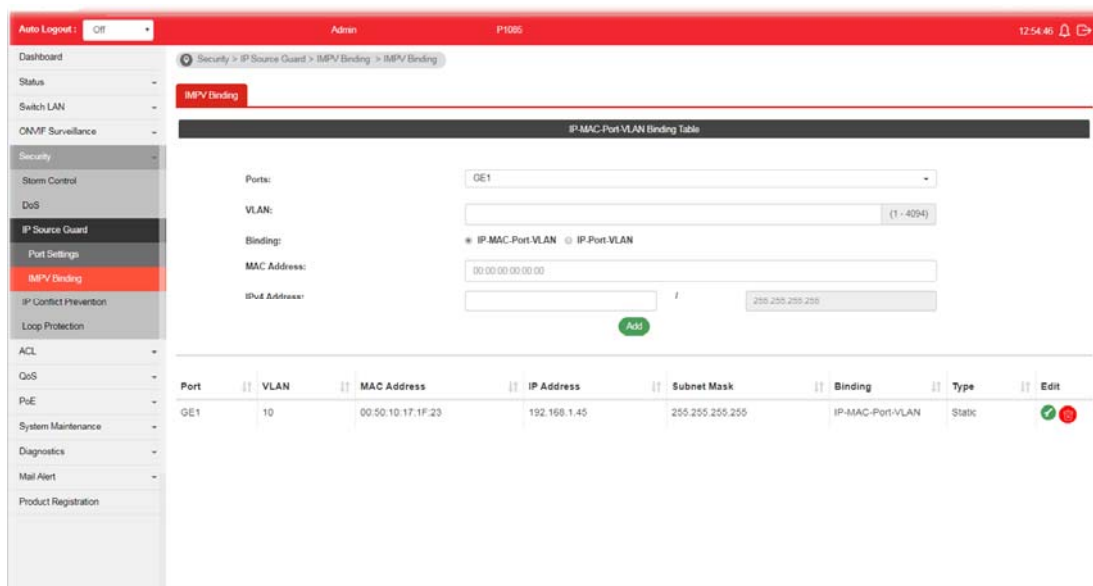 Auto Logout : Off Admin P1085 12:54:46
Dashboard
Status
Switch LAN
ONVIF Surveillance
Security
Storm Control
DoS
IP Source Guard
Port Settings
IMPV Binding
IP Conflict Prevention
Loop Protection
ACL
QoS
PoE
System Maintenance
Diagnostics
Mail Alert
Product Registration
Security > IP Source Guard > IMPV Binding > IMPV Binding
IMPV Binding
IP-MAC-Port-VLAN Binding Table
Ports: GE1
VLAN: (1 - 4094)
Binding: IP-MAC-Port-VLAN IP-Port-VLAN
MAC Address: 00:00:00:00:00:00
IPv4 Address: / 255.255.255.255
Add
Port VLAN MAC Address IP Address Subnet Mask Binding Type Edit
GE1 10 00:50:10:17:1F:23 192.168.1.45 255.255.255.255 IP-MAC-Port-VLAN Static